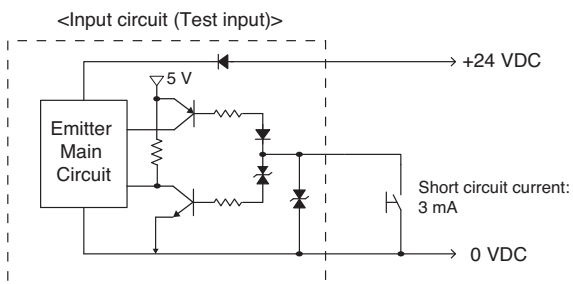 <Input circuit (Test input)>
+24 VDC
5 V
Emitter
Main
Circuit
Short circuit current:
3 mA
0 VDC